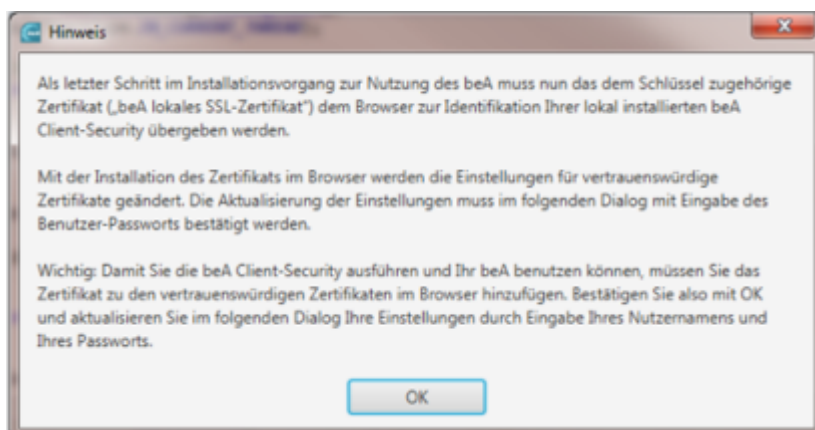 Hinweis
Als letzter Schritt im Installationsvorgang zur Nutzung des beA muss nun das dem Schlüssel zugehörige
Zertifikat („beA lokales SSL-Zertifikat“) dem Browser zur Identifikation Ihrer lokal installierten beA
Client-Security übergeben werden.
Mit der Installation des Zertifikats im Browser werden die Einstellungen für vertrauenswürdige
Zertifikate geändert. Die Aktualisierung der Einstellungen muss im folgenden Dialog mit Eingabe des
Benutzer-Passworts bestätigt werden.
Wichtig: Damit Sie die beA Client-Security ausführen und Ihr beA benutzen können, müssen Sie das
Zertifikat zu den vertrauenswürdigen Zertifikaten im Browser hinzufügen. Bestätigen Sie also mit OK
und aktualisieren Sie im folgenden Dialog Ihre Einstellungen durch Eingabe Ihres Nutzernamens und
Ihres Passworts.
OK